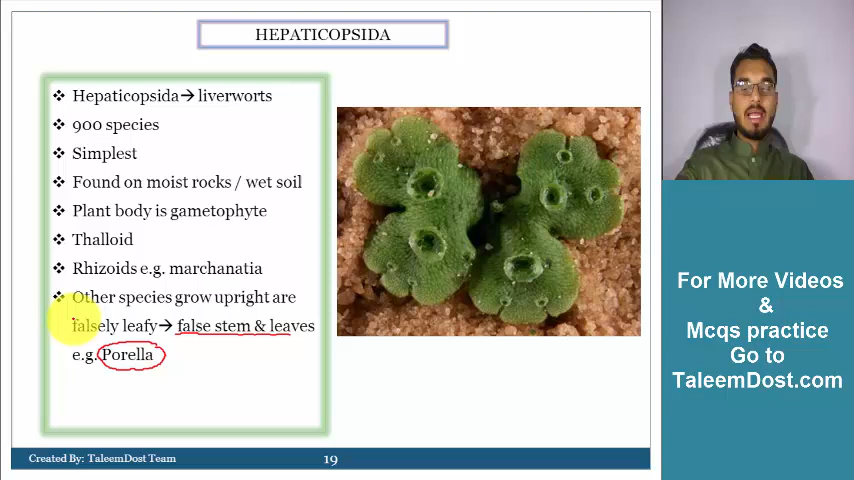 HEPATICOPSIDA
❖ Hepaticopsida→ liverworts
❖ 900 species
❖ Simplest
❖ Found on moist rocks / wet soil
❖ Plant body is gametophyte
❖ Thalloid
❖ Rhizoids e.g. marchanatia
❖ Other species grow upright are
falsely leafy→ false stem & leaves
e.g. Porella
For More Videos
&
Mcqs practice
Go to
TaleemDost.com
Created By: TaleemDost Team
19